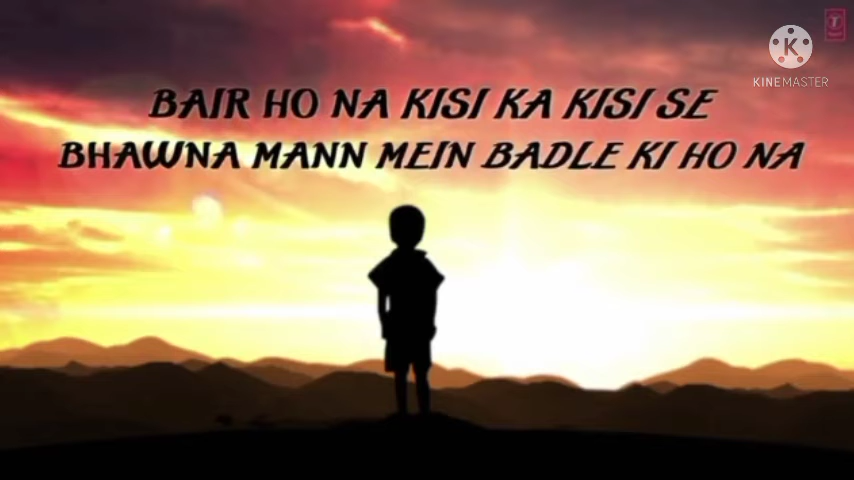 BAIR HO NA KISI KA KISI SE
BHAWNA MANN MEIN BADLE KI HO NA
KINEMASTER